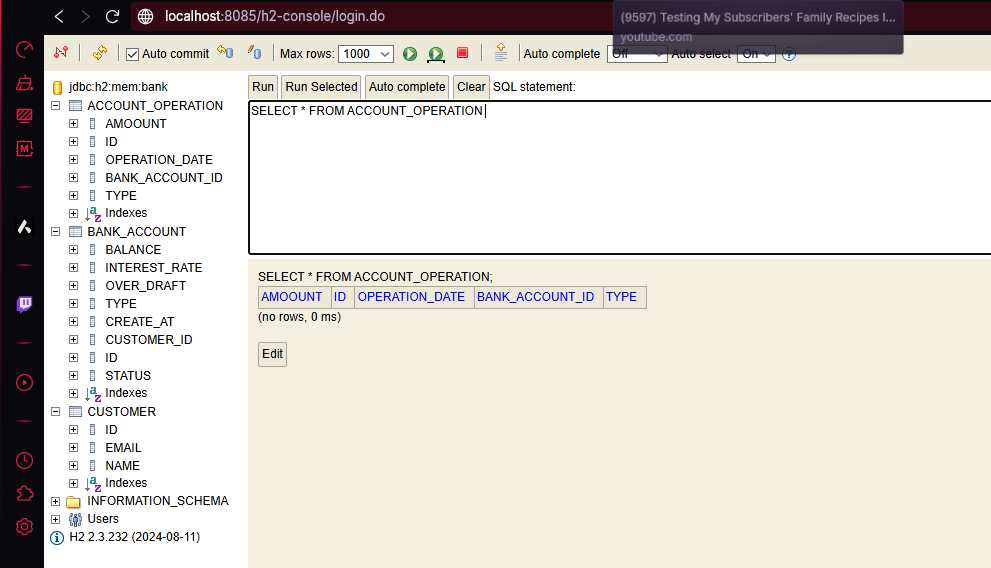 localhost:8085/h2-console/login.do
(9597) Testing My Subscribers' Family Recipes I...
youtube.com
Auto commit Max rows: 1000 Auto complete Off Auto select On ?
jdbc:h2:mem:bank
ACCOUNT_OPERATION
AMOOUNT
ID
OPERATION_DATE
BANK_ACCOUNT_ID
TYPE
Indexes
BANK_ACCOUNT
BALANCE
INTEREST_RATE
OVER_DRAFT
TYPE
CREATE_AT
CUSTOMER_ID
ID
STATUS
Indexes
CUSTOMER
ID
EMAIL
NAME
Indexes
INFORMATION_SCHEMA
Users
H2 2.3.232 (2024-08-11)
Run Run Selected Auto complete Clear SQL statement:
SELECT * FROM ACCOUNT_OPERATION
SELECT * FROM ACCOUNT_OPERATION;
AMOOUNT ID OPERATION_DATE BANK_ACCOUNT_ID TYPE
(no rows, 0 ms)
Edit